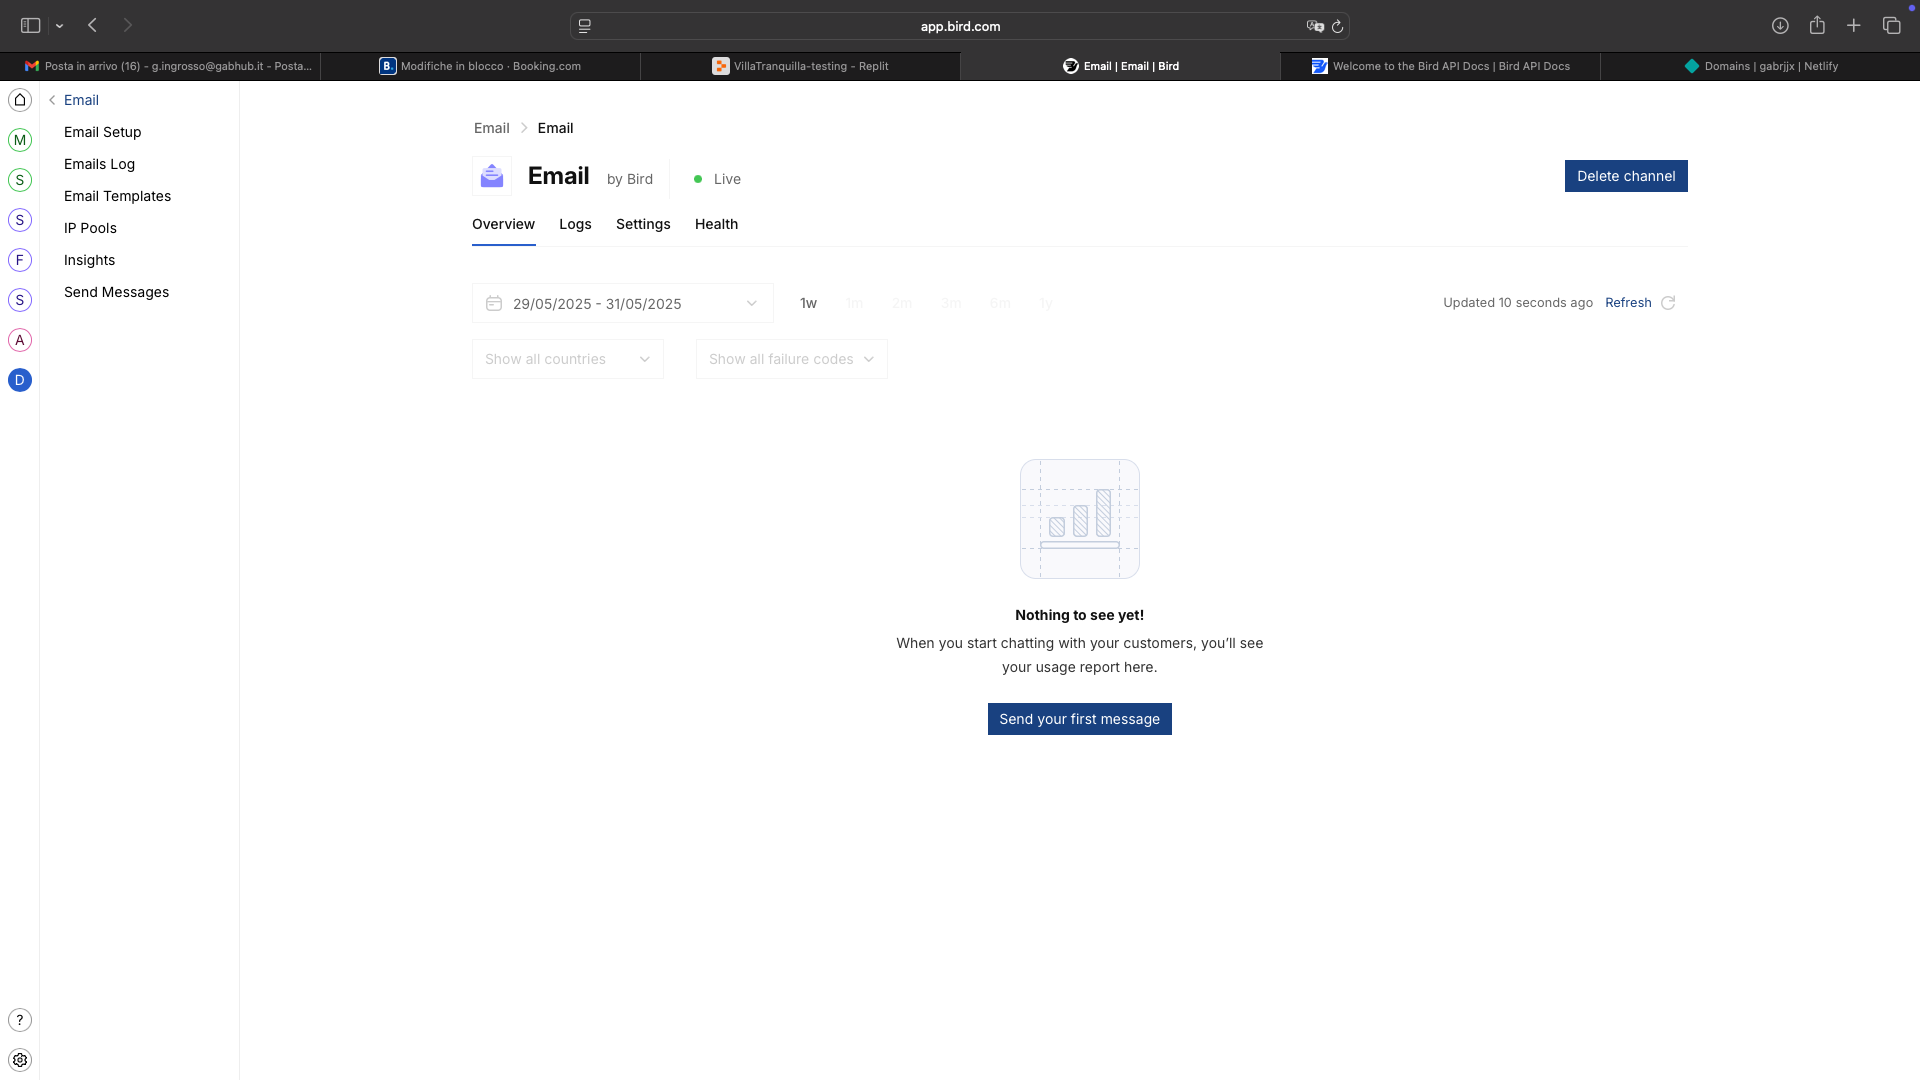 app.bird.com
Posta in arrivo (16) - g.ingrosso@gabhub.it - Posta...
B. Modifiche in blocco · Booking.com
VillaTranquilla-testing - Replit
Email | Email | Bird
Welcome to the Bird API Docs | Bird API Docs
Domains | gabrjjx | Netlify
Email
M
S
S
F
S
A
D
?
Email Setup
Emails Log
Email Templates
IP Pools
Insights
Send Messages
Email
Email
Email by Bird
Live
Delete channel
Overview
Logs
Settings
Health
29/05/2025 - 31/05/2025
1w
1m
2m
3m
6m
1y
Updated 10 seconds ago
Refresh
Show all countries
Show all failure codes
Nothing to see yet!
When you start chatting with your customers, you'll see
your usage report here.
Send your first message